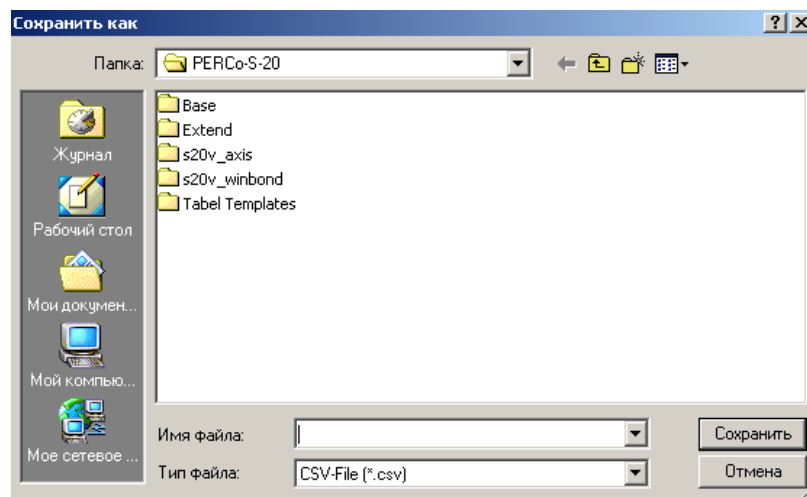 Сохранить как
Папка: PERCo-S-20
Журнал
Рабочий стол
Мои докумен...
Мой компью...
Мое сетевое ...
Base
Extend
s20v_axis
s20v_winbond
Tabel Templates
Имя файла:
Сохранить
Тип файла: CSV-File (*.csv)
Отмена